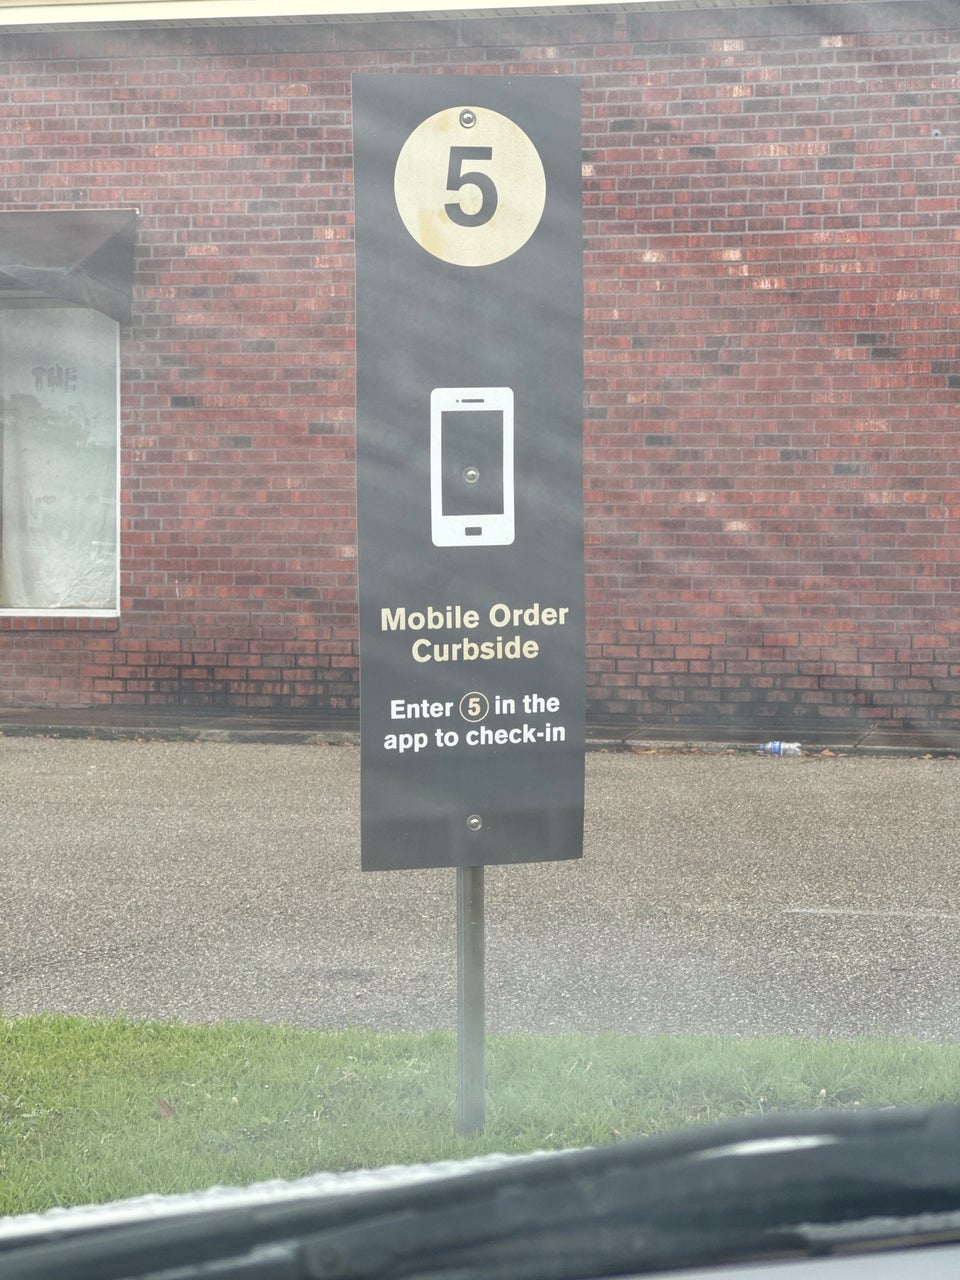 5
Mobile Order
Curbside
Enter 5 in the
app to check-in